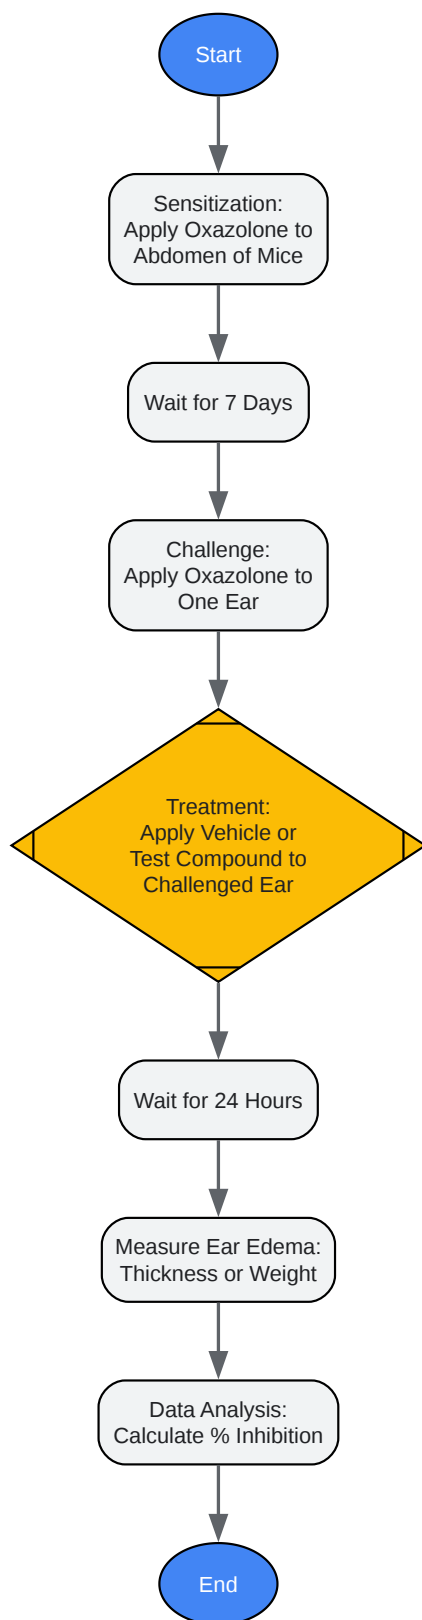 Start
Sensitization:
Apply Oxazolone to
Abdomen of Mice
Wait for 7 Days
Challenge:
Apply Oxazolone to
One Ear
Treatment:
Apply Vehicle or
Test Compound to
Challenged Ear
Wait for 24 Hours
Measure Ear Edema:
Thickness or Weight
Data Analysis:
Calculate % Inhibition
End